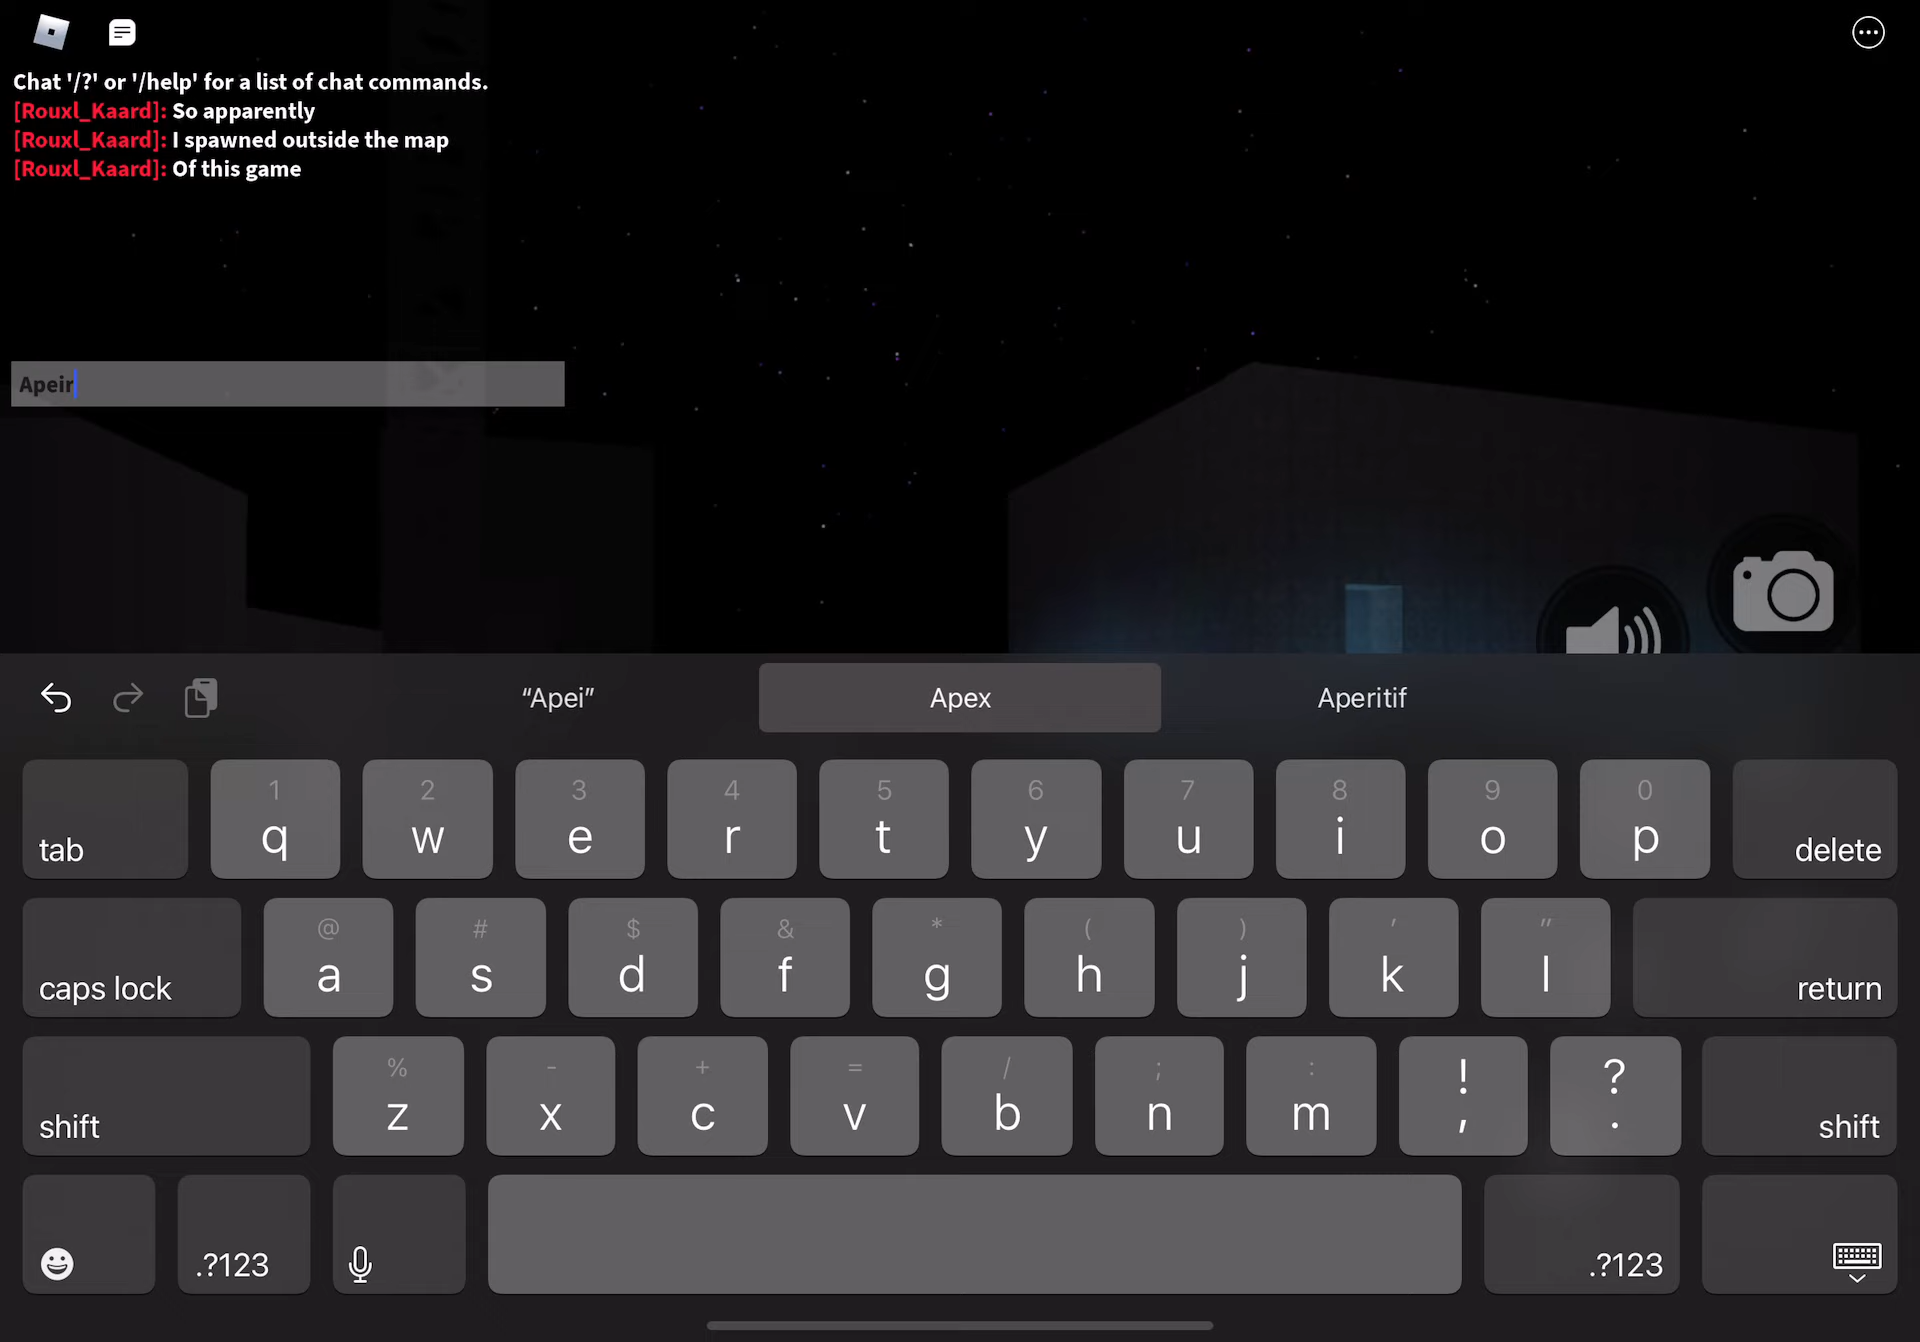 Chat '/?' or '/help' for a list of chat commands.
[Rouxl_Kaard]: So apparently
[Rouxl_Kaard]: I spawned outside the map
[Rouxl_Kaard]: Of this game
Apeir
“Apei” Apex Aperitif
1 2 3 4 5 6 7 8 9 0
tab q w e r t y u i o p delete
@ # $ & * ( ) ' "
caps lock a s d f g h j k l return
% - + = / ; : ! ?
shift z x c v b n m , . shift
.?123 .?123